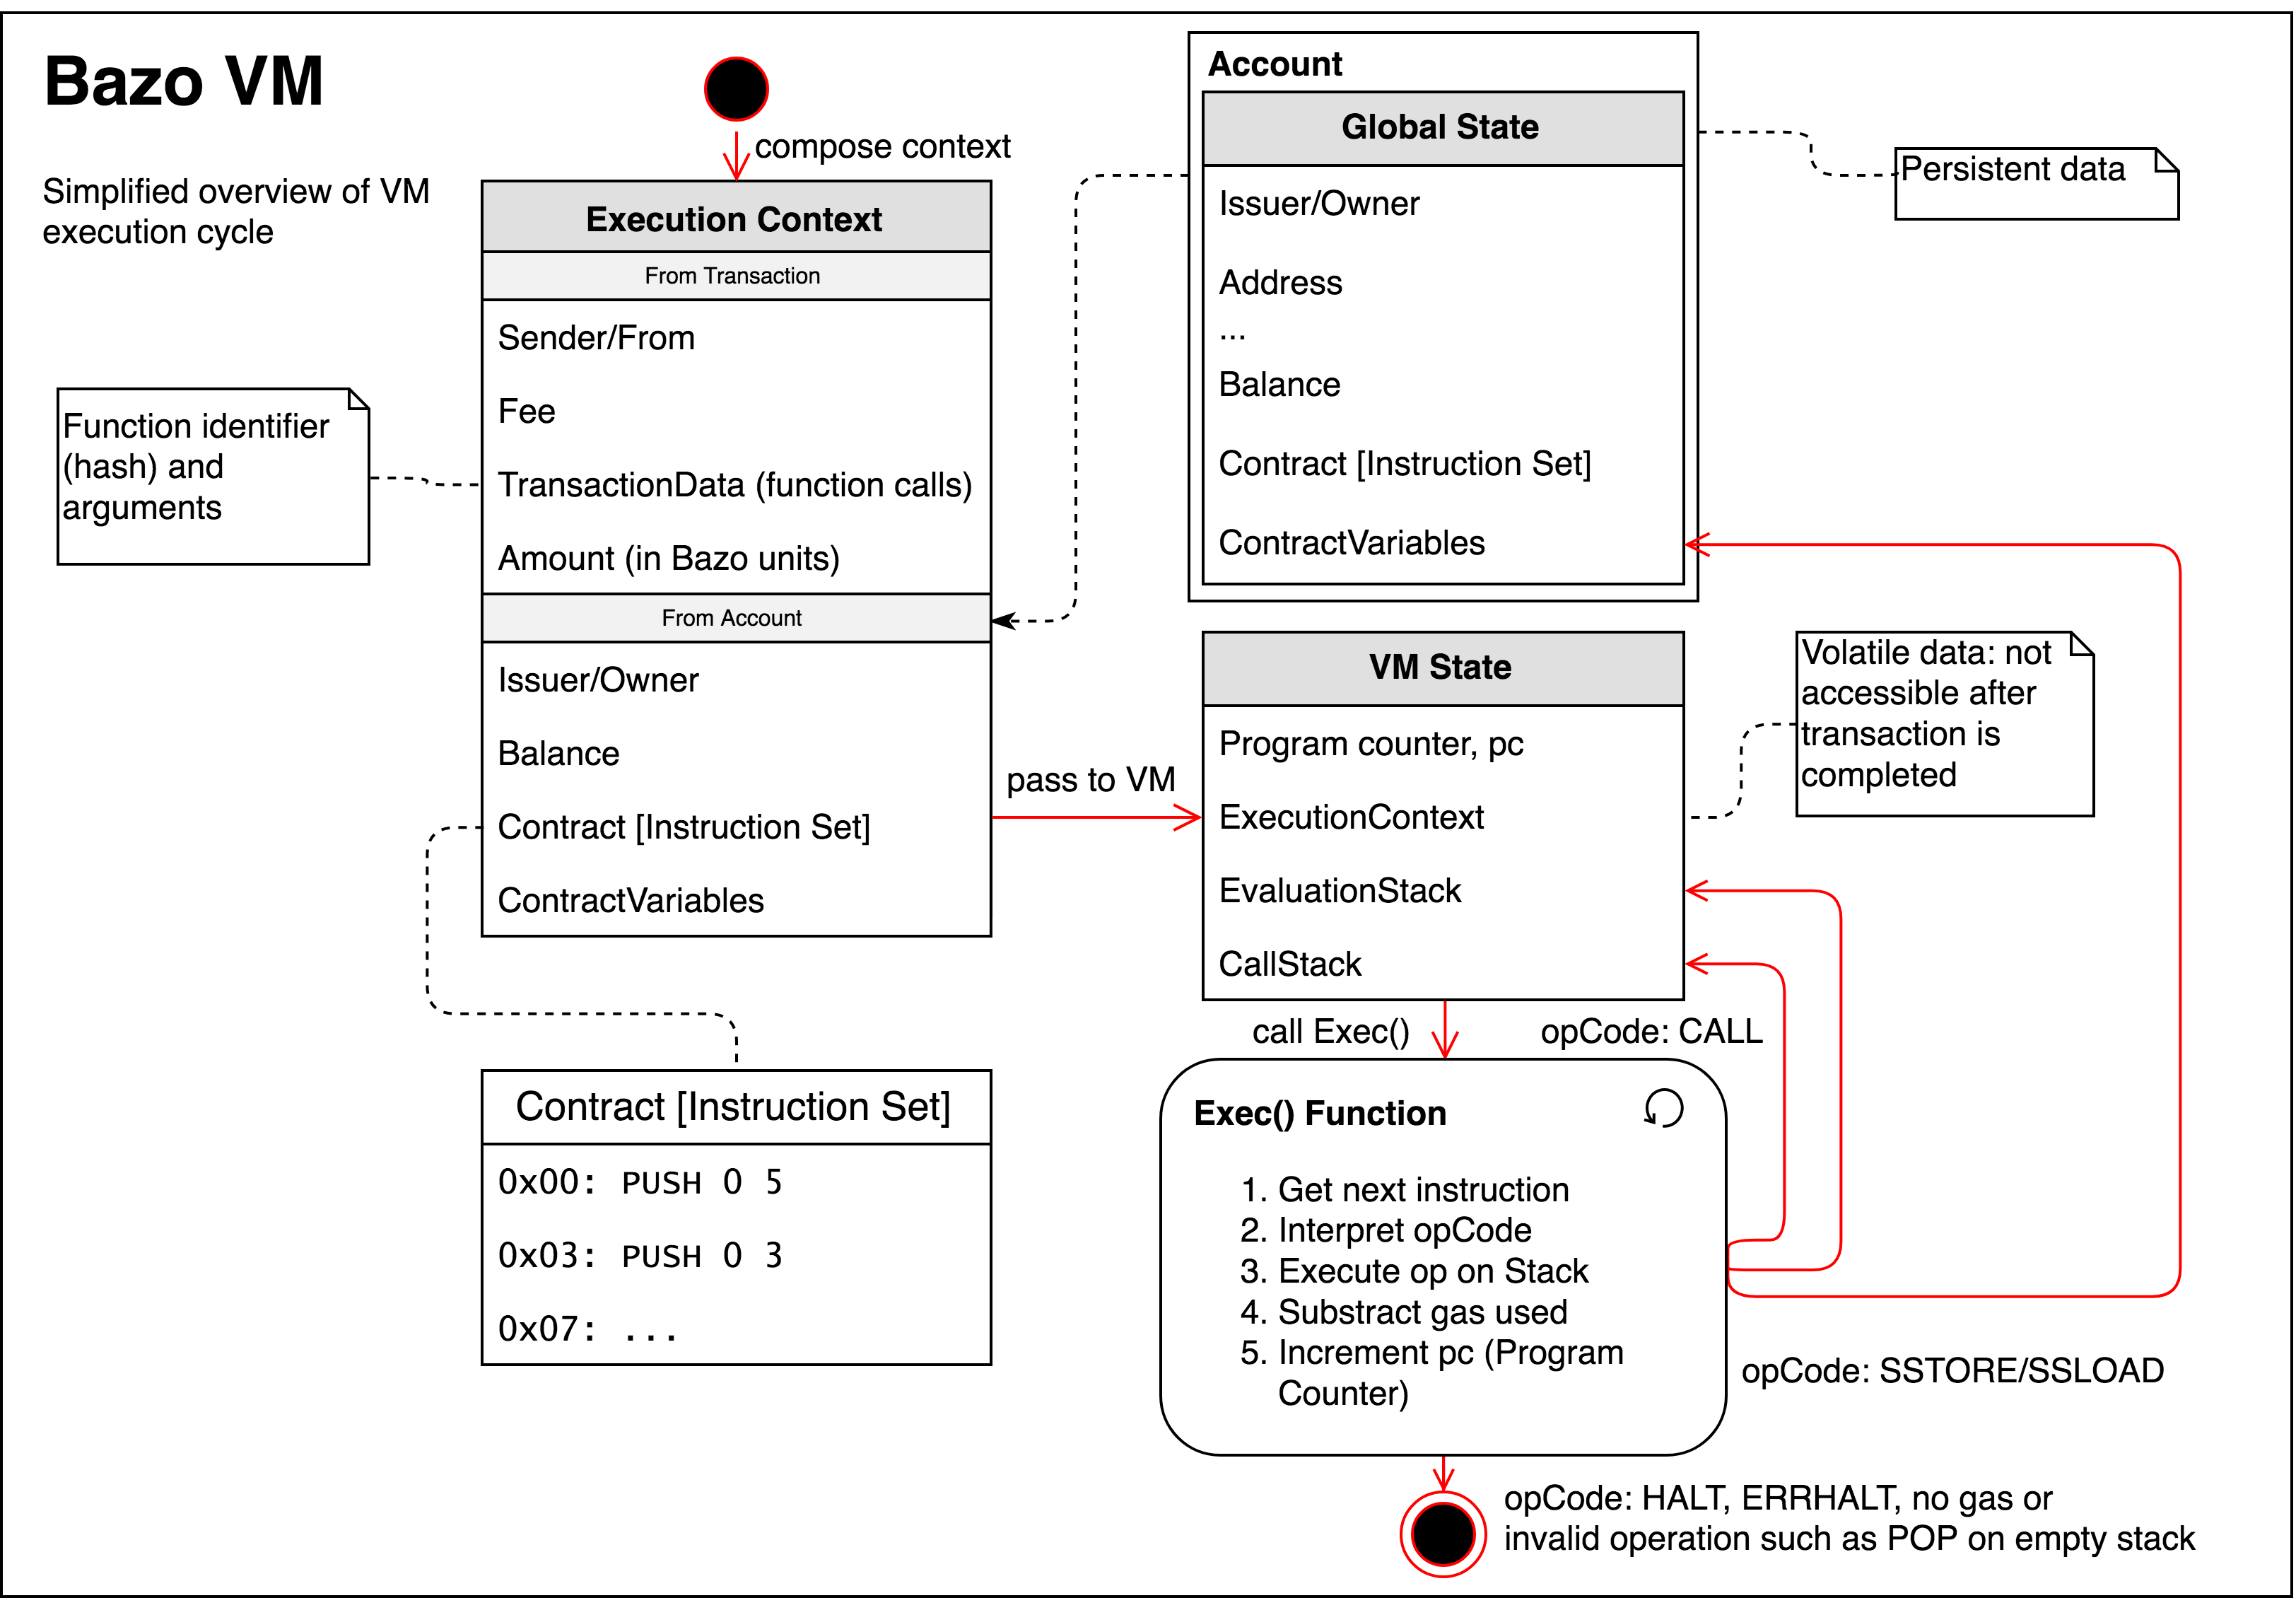 Bazo VM
Simplified overview of VM
execution cycle
compose context
Execution Context
From Transaction
Sender/From
Fee
TransactionData (function calls)
Amount (in Bazo units)
From Account
Issuer/Owner
Balance
Contract [Instruction Set]
ContractVariables
Function identifier
(hash) and
arguments
Contract [Instruction Set]
0x00: PUSH 0 5
0x03: PUSH 0 3
0x07: ...
Account
Global State
Issuer/Owner
Address
...
Balance
Contract [Instruction Set]
ContractVariables
Persistent data
pass to VM
VM State
Program counter, pc
ExecutionContext
EvaluationStack
CallStack
Volatile data: not
accessible after
transaction is
completed
call Exec()
opCode: CALL
Exec() Function
1. Get next instruction
2. Interpret opCode
3. Execute op on Stack
4. Substract gas used
5. Increment pc (Program
Counter)
opCode: SSTORE/SSLOAD
opCode: HALT, ERRHALT, no gas or
invalid operation such as POP on empty stack